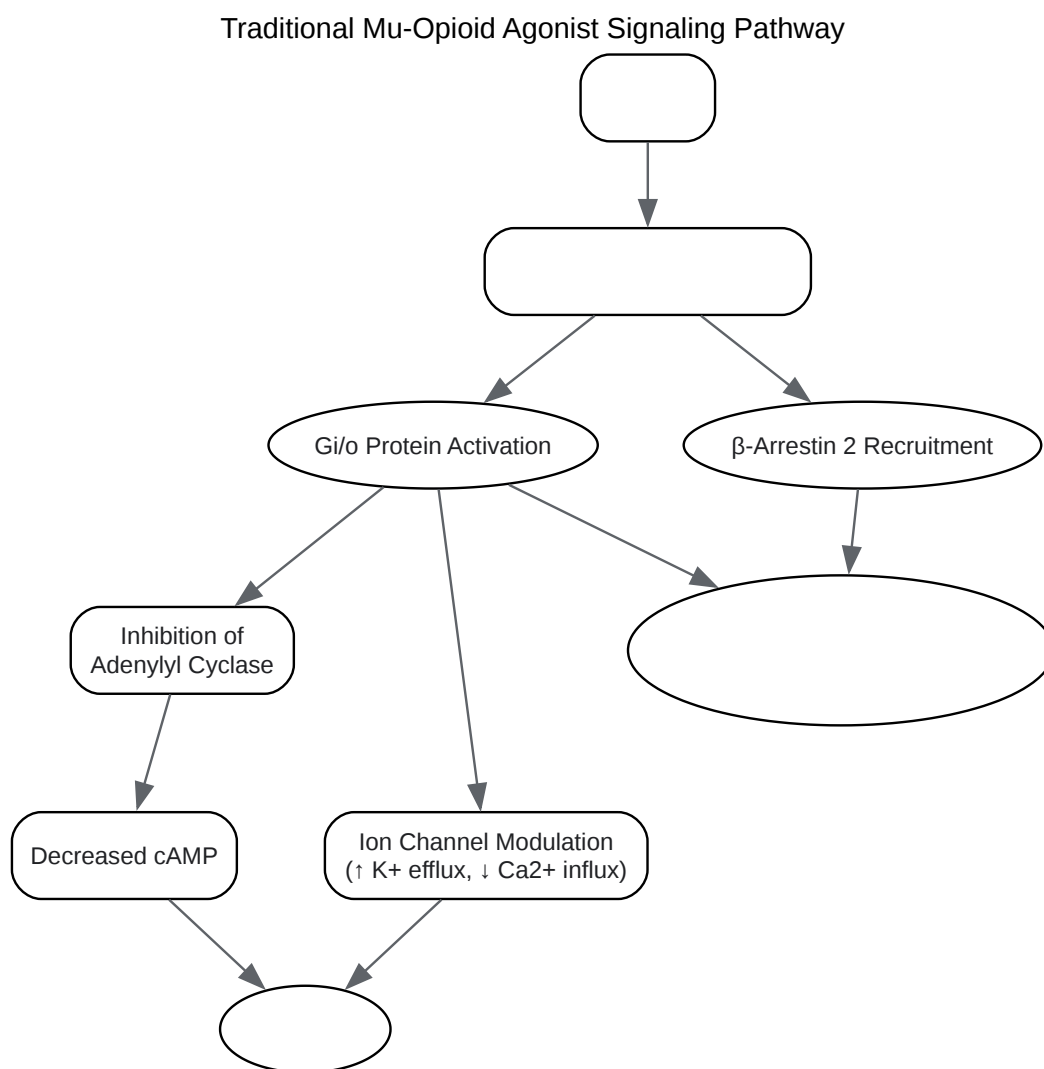 Traditional Mu-Opioid Agonist Signaling Pathway
Gi/o Protein Activation
β-Arrestin 2 Recruitment
Inhibition of
Adenylyl Cyclase
Decreased cAMP
Ion Channel Modulation
(↑ K+ efflux, ↓ Ca2+ influx)